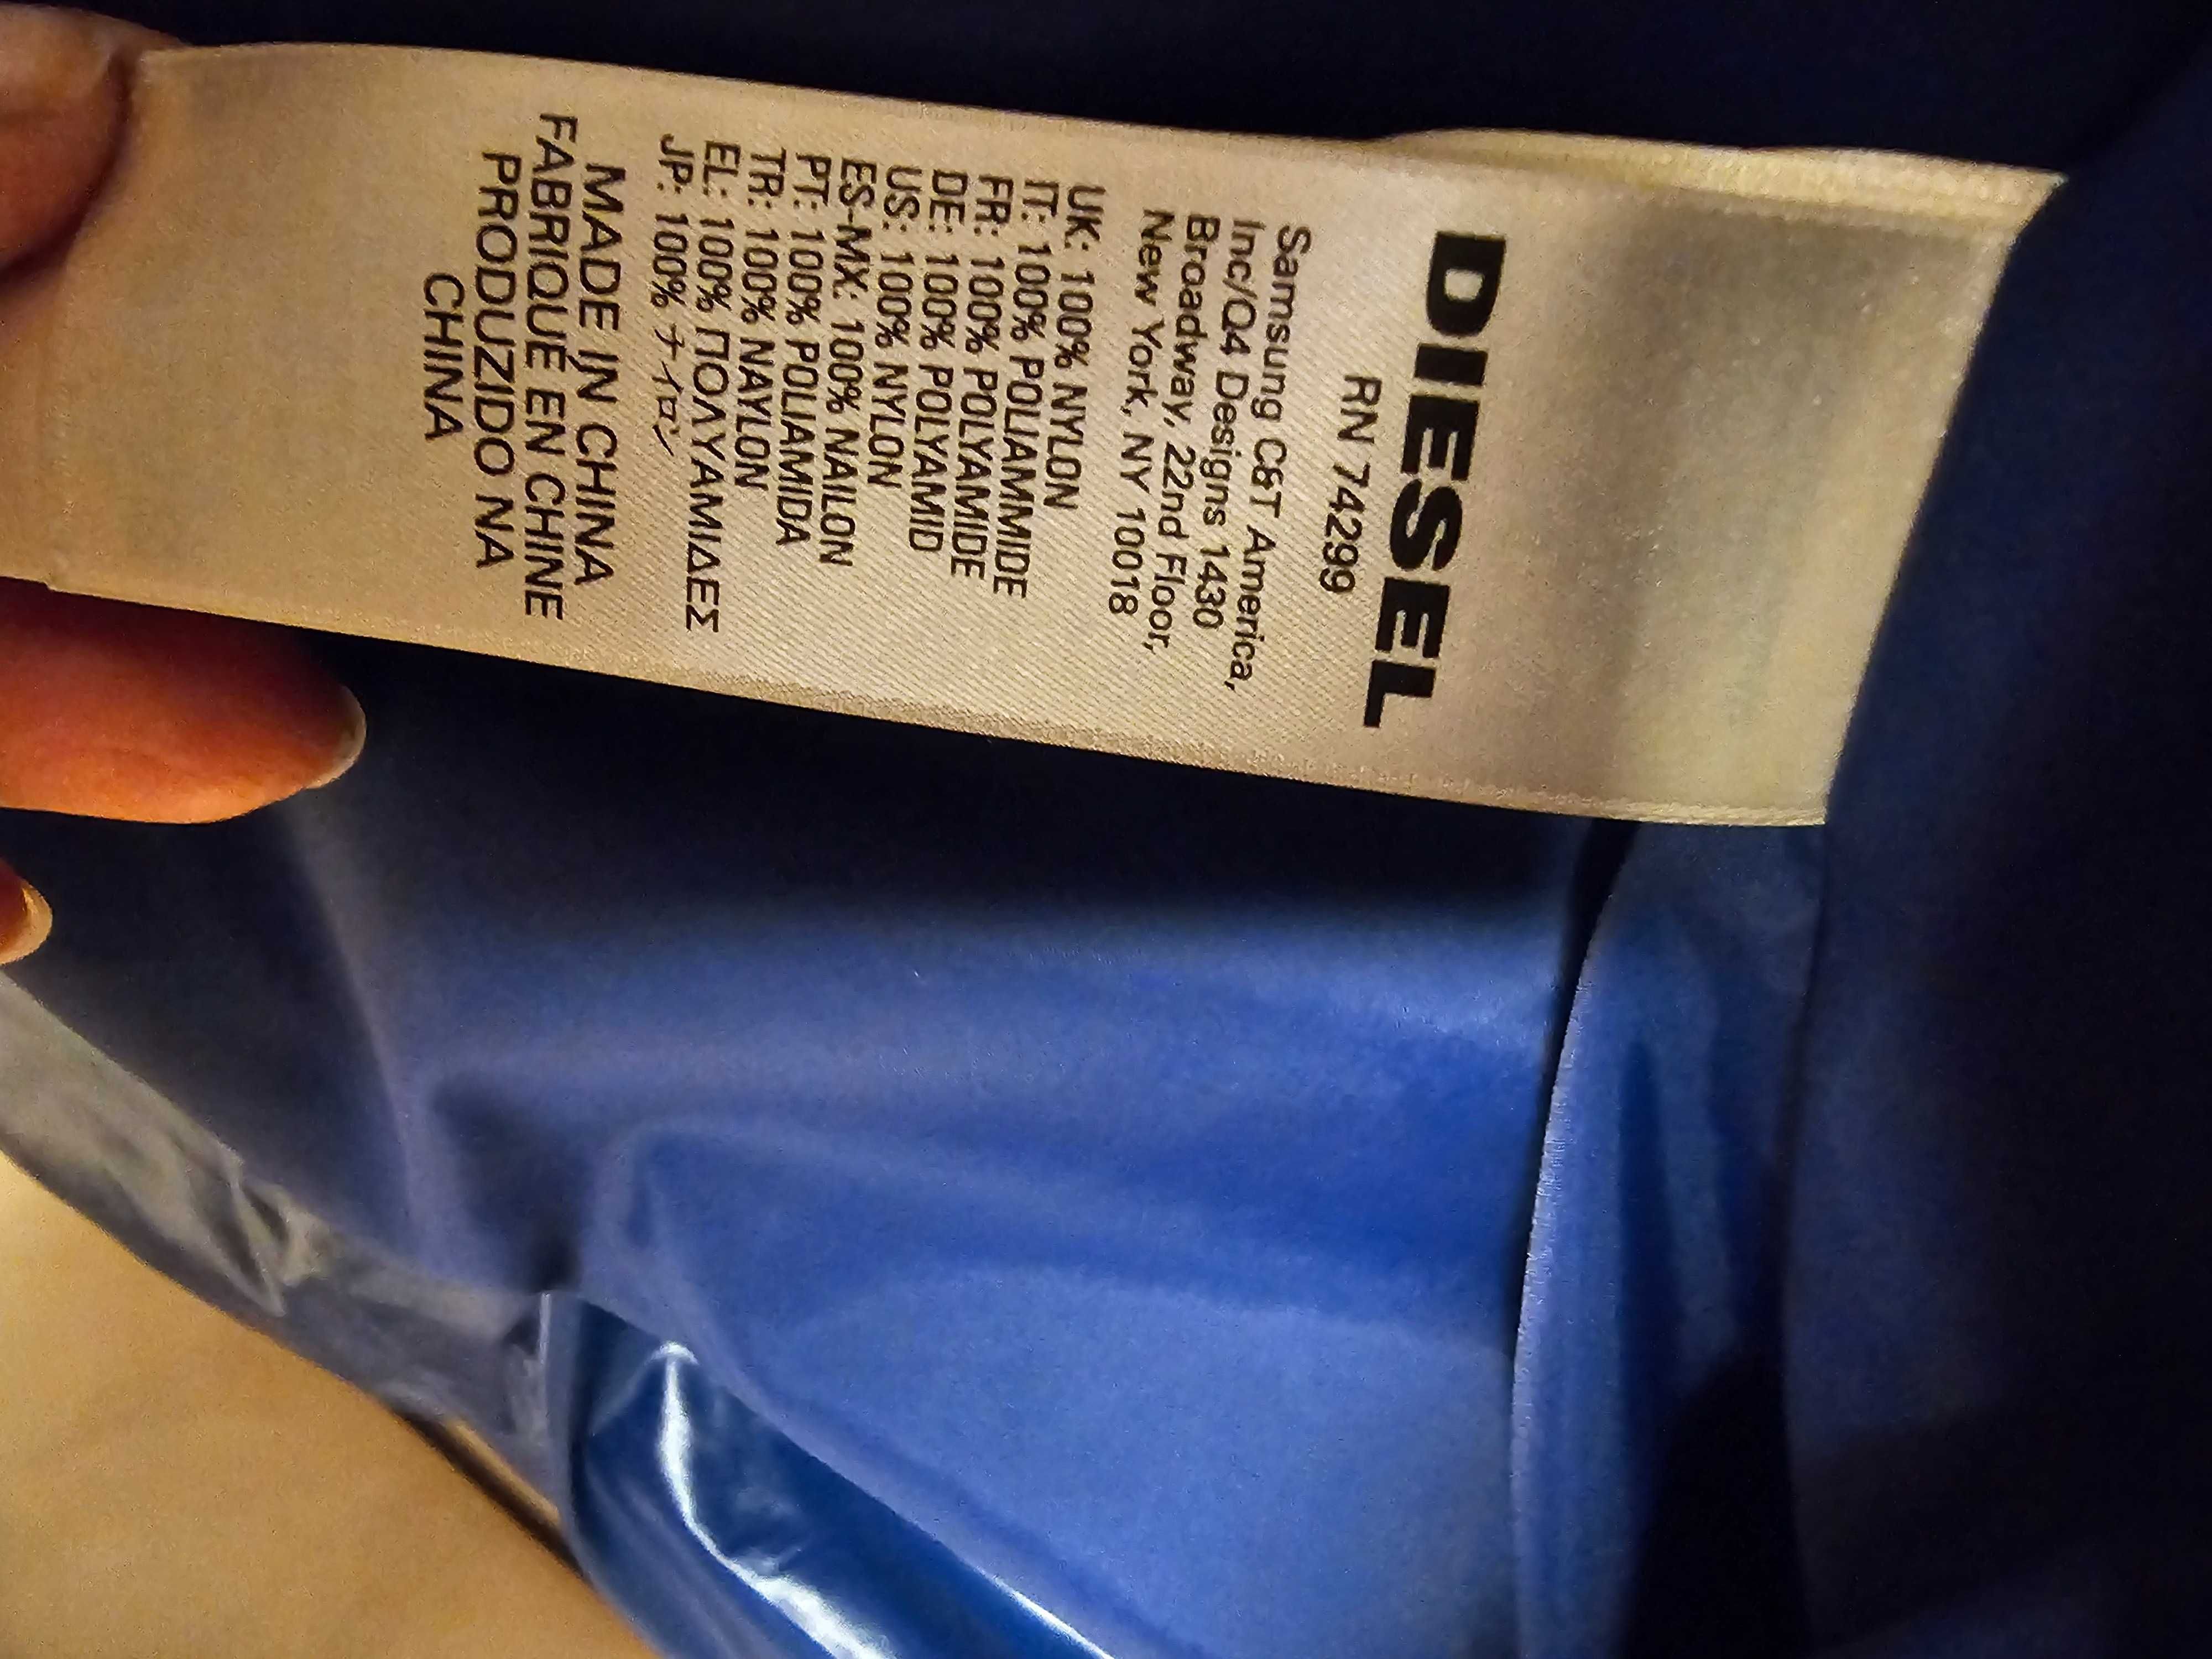 DIESEL
RN 74299
Samsung C&T America,
Inc/Q4 Designs 1430
Broadway, 22nd Floor,
New York, NY 10018
UK: 100% NYLON
IT: 100% POLIAMMIDE
FR: 100% POLYAMIDE
DE: 100% POLYAMID
US: 100% NYLON
ES-MX: 100% NAILON
PT: 100% POLIAMIDA
TR: 100% NAYLON
EL: 100% ΠΟΛΥΑΜΙΔΕΣ
JP: 100% ナイロン
MADE IN CHINA
FABRIQUÉ EN CHINE
PRODUZIDO NA
CHINA